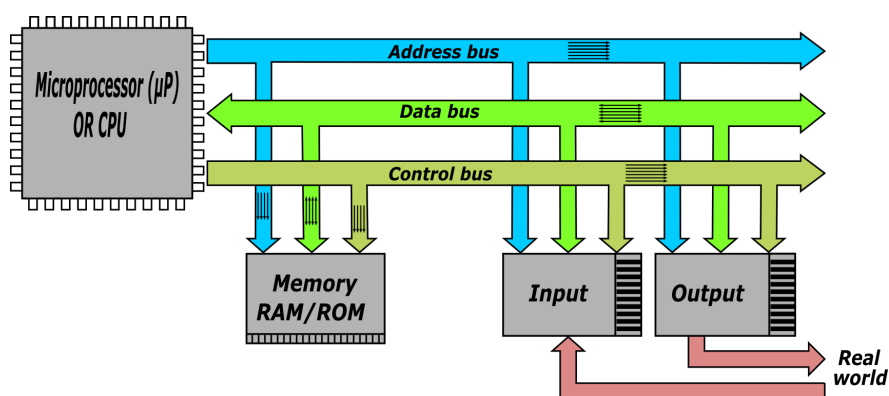 Microprocessor (µP)
OR CPU
Address bus
Data bus
Control bus
Memory
RAM/ROM
Input
Output
Real
world